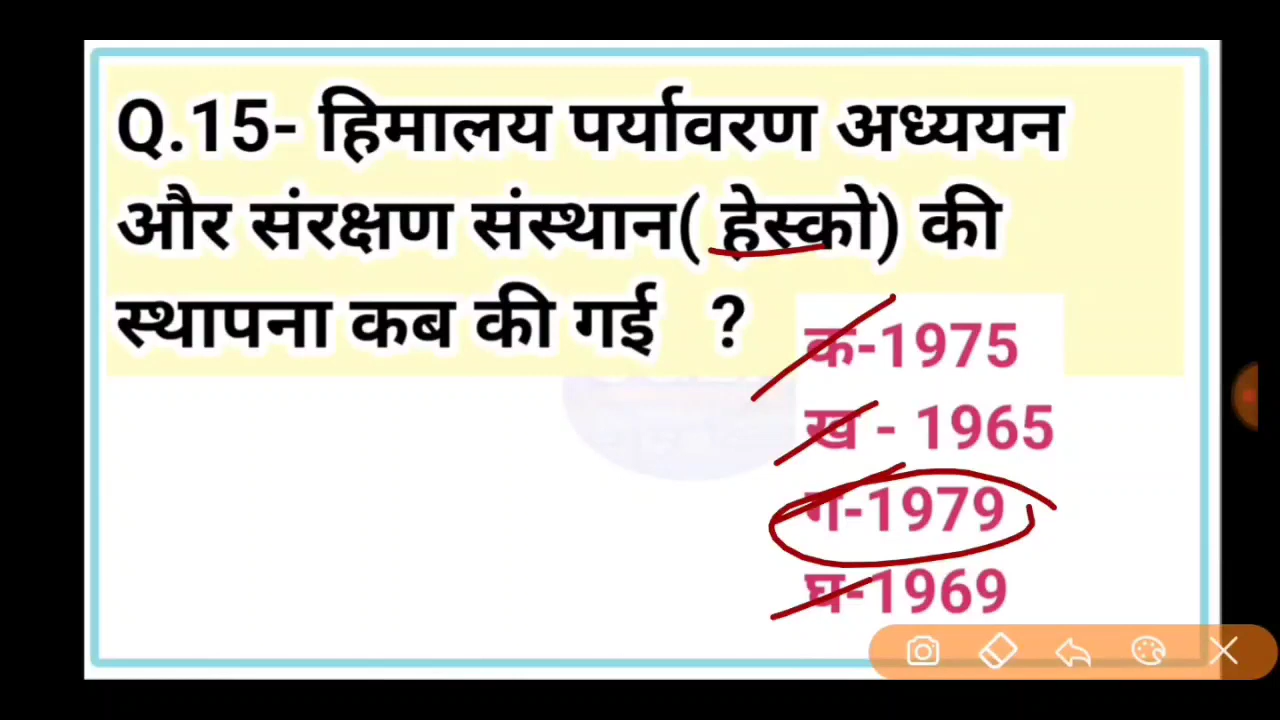 Q.15- हिमालय पर्यावरण अध्ययन
और संरक्षण संस्थान( हेस्को) की
स्थापना कब की गई ?
क-1975
ख - 1965
ग-1979
घ-1969